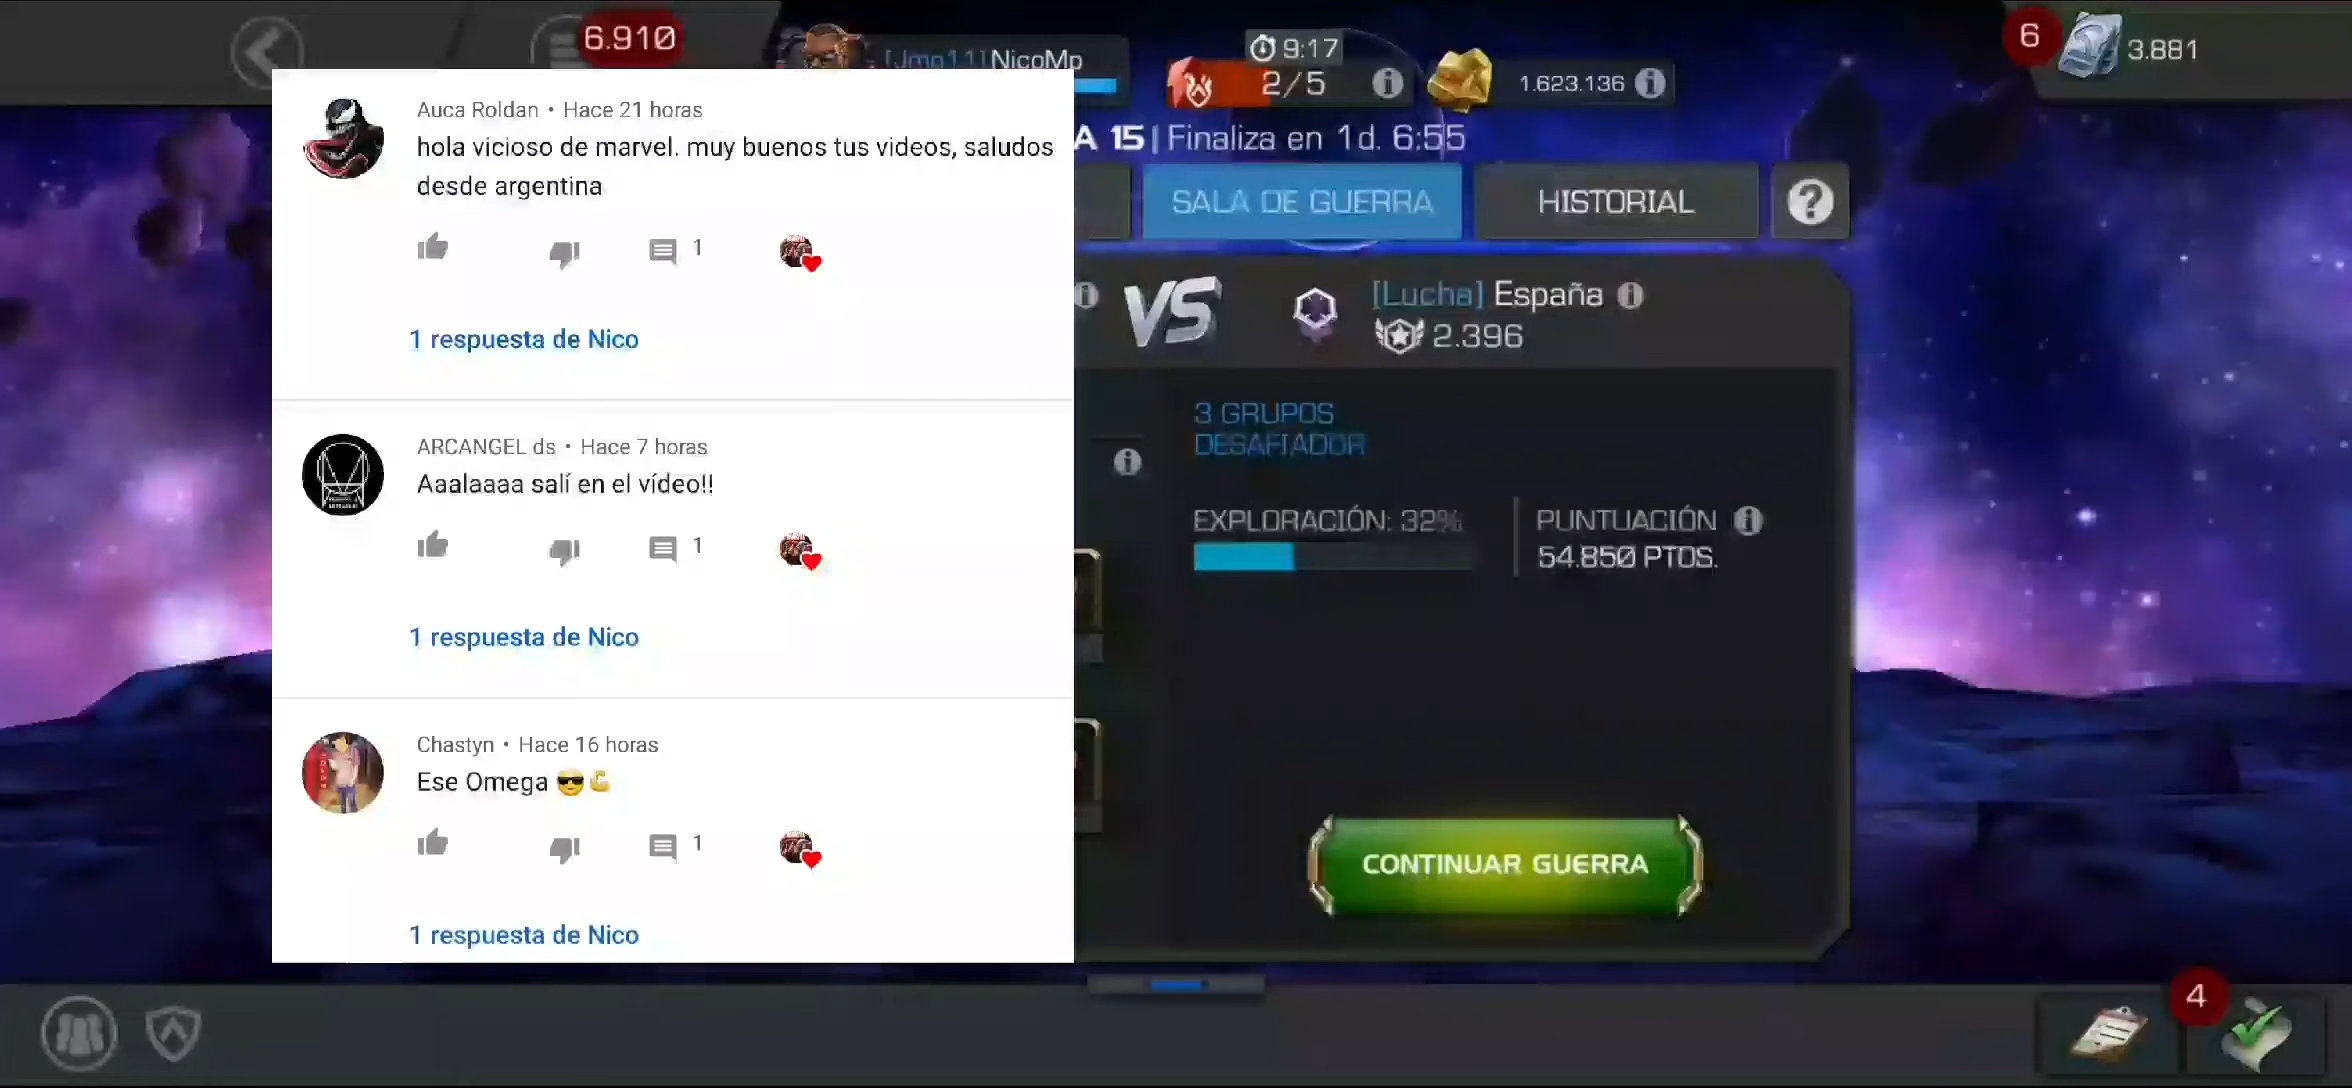 6.910
[Jmg11] NicoMp
9:17
2/5
1.623.136
6
3.881
A 15 | Finaliza en 1d. 6:55
SALA DE GUERRA
HISTORIAL
?
Auca Roldan • Hace 21 horas
hola vicioso de marvel. muy buenos tus videos, saludos
desde argentina
1
1 respuesta de Nico
ARCANGEL ds • Hace 7 horas
Aaalaaaa salí en el vídeo!!
1
1 respuesta de Nico
Chastyn • Hace 16 horas
Ese Omega 😎💪
1
1 respuesta de Nico
VS
[Lucha] España
2.396
3 GRUPOS
DESAFIADOR
EXPLORACIÓN: 32%
PUNTUACIÓN
54.850 PTOS.
CONTINUAR GUERRA
4